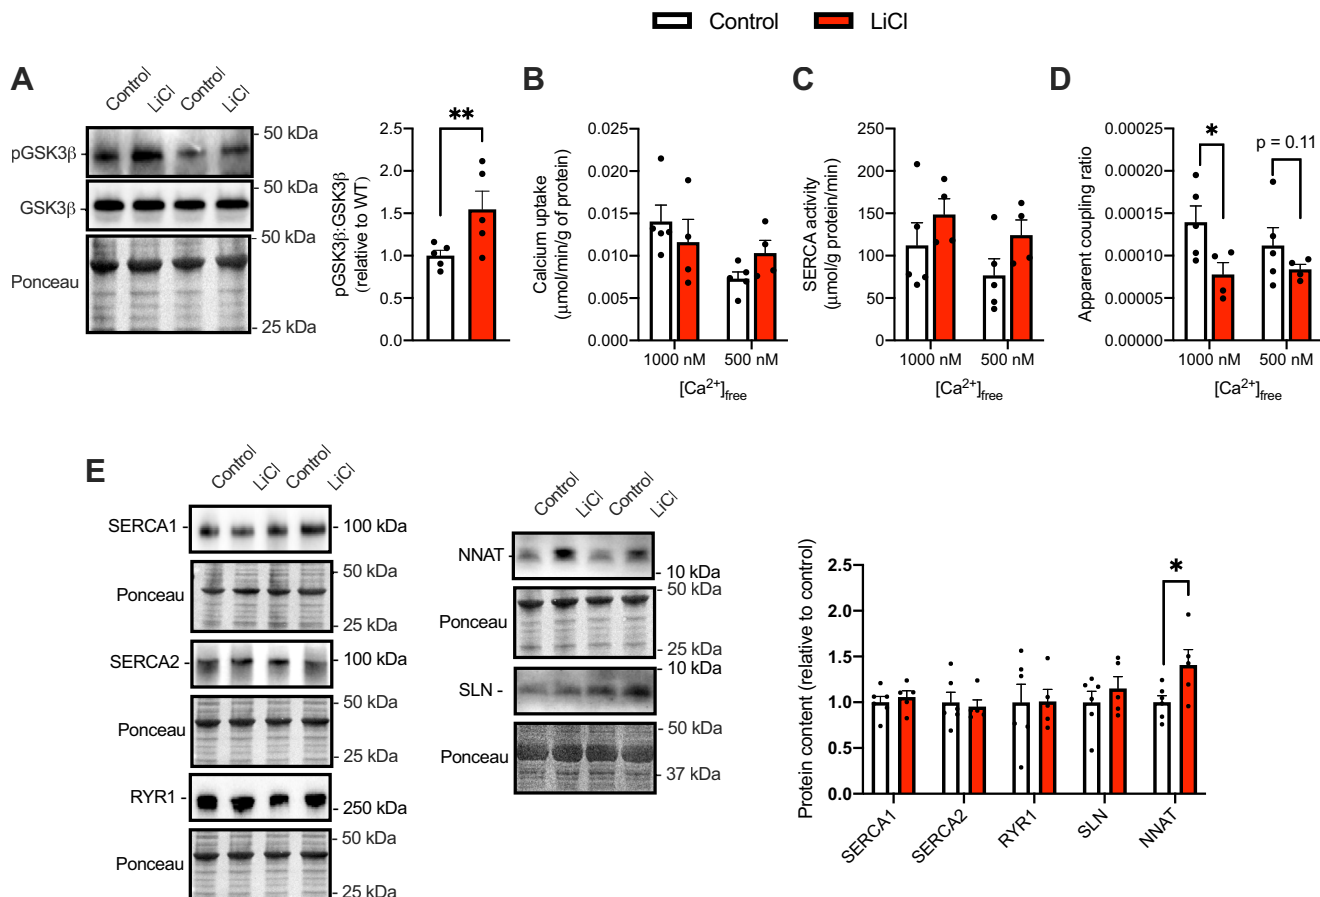 Control LiCl
A
Control LiCl Control LiCl
pGSK3β
50 kDa
GSK3β
50 kDa
Ponceau
50 kDa
25 kDa
pGSK3β:GSK3β
(relative to WT)
2.5
2.0
1.5
1.0
0.5
0.0
**
B
Calcium uptake
(μmol/min/g of protein)
0.025
0.020
0.015
0.010
0.005
0.000
1000 nM 500 nM
[Ca2+]free
C
SERCA activity
(μmol/g protein/min)
250
200
150
100
50
0
1000 nM 500 nM
[Ca2+]free
D
Apparent coupling ratio
0.00025
0.00020
0.00015
0.00010
0.00005
0.00000
*
p = 0.11
1000 nM 500 nM
[Ca2+]free
E
Control LiCl Control LiCl
SERCA1 - - 100 kDa
Ponceau
- 50 kDa
- 25 kDa
SERCA2 - - 100 kDa
Ponceau
- 50 kDa
- 25 kDa
RYR1 - - 250 kDa
Ponceau
- 50 kDa
- 25 kDa
Control LiCl Control LiCl
NNAT - - 10 kDa
Ponceau
- 50 kDa
- 25 kDa
SLN - - 10 kDa
Ponceau
- 50 kDa
- 37 kDa
Protein content (relative to control)
2.5
2.0
1.5
1.0
0.5
0.0
*
SERCA1
SERCA2
RYR1
SLN
NNAT